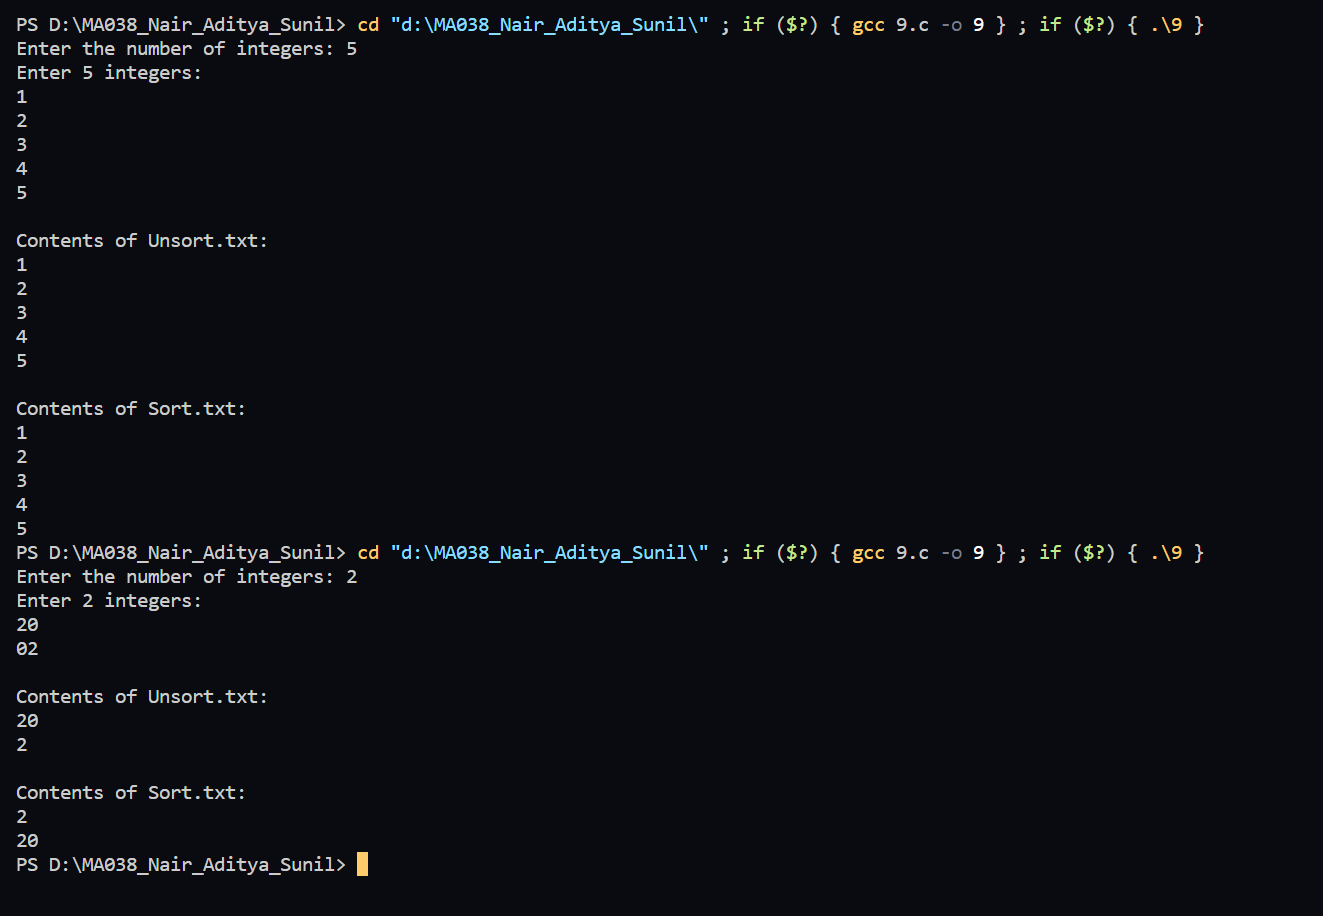 PS D:\MA038_Nair_Aditya_Sunil> cd "d:\MA038_Nair_Aditya_Sunil\" ; if ($?) { gcc 9.c -o 9 } ; if ($?) { .\9 }
Enter the number of integers: 5
Enter 5 integers:
1
2
3
4
5

Contents of Unsort.txt:
1
2
3
4
5

Contents of Sort.txt:
1
2
3
4
5
PS D:\MA038_Nair_Aditya_Sunil> cd "d:\MA038_Nair_Aditya_Sunil\" ; if ($?) { gcc 9.c -o 9 } ; if ($?) { .\9 }
Enter the number of integers: 2
Enter 2 integers:
20
02

Contents of Unsort.txt:
20
2

Contents of Sort.txt:
2
20
PS D:\MA038_Nair_Aditya_Sunil>